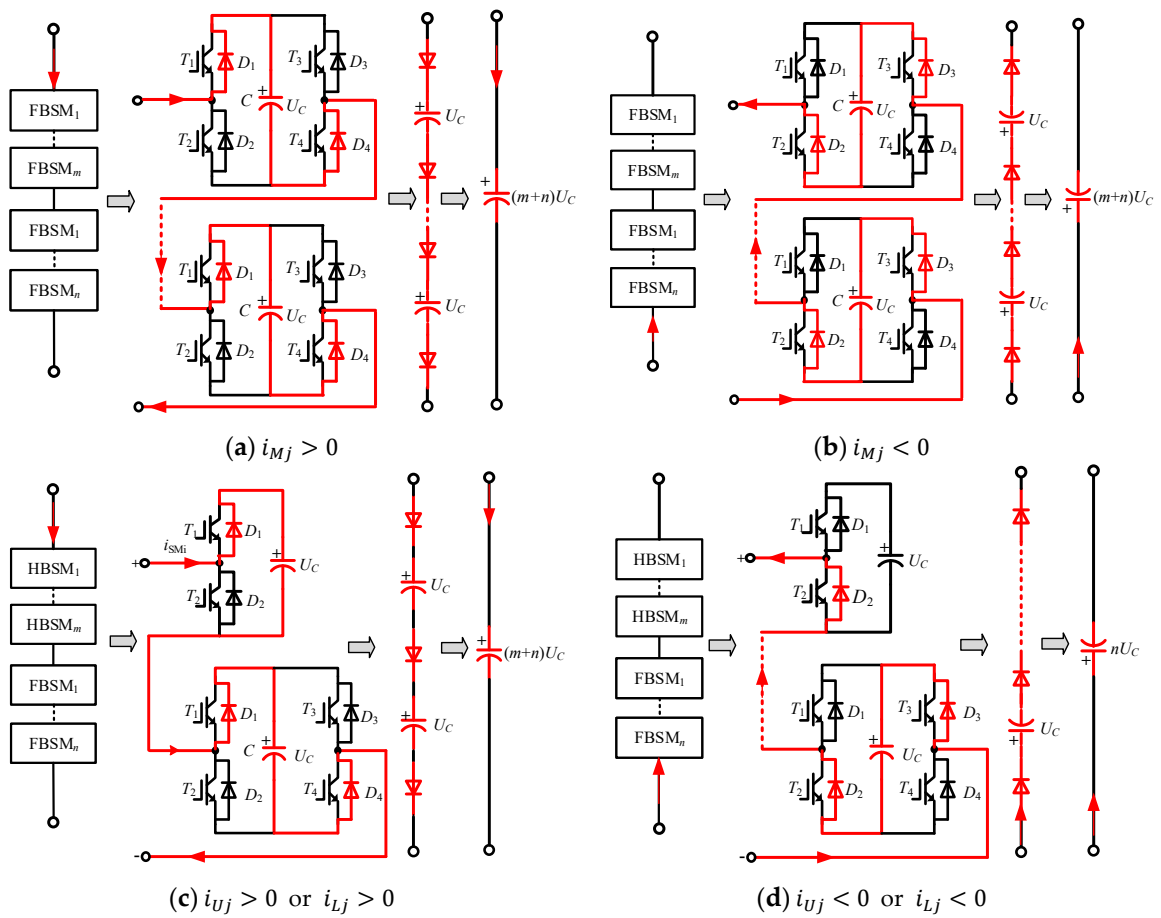 FBSM1
FBSMm
FBSM1
FBSMn
T1
D1
T3
D3
C
+
UC
T2
D2
T4
D4
T1
D1
T3
D3
C
+
UC
T2
D2
T4
D4
+
UC
+
UC
+
(m+n)UC
(a) iMj > 0
FBSM1
FBSMm
FBSM1
FBSMn
T1
D1
T3
D3
C
+
UC
T2
D2
T4
D4
T1
D1
T3
D3
C
+
UC
T2
D2
T4
D4
UC
+
UC
+
(m+n)UC
+
(b) iMj < 0
HBSM1
HBSMm
FBSM1
FBSMn
T1
D1
iSMi
+
+
UC
T2
D2
T1
D1
T3
D3
C
+
UC
T2
D2
T4
D4
-
+
UC
+
UC
+
(m+n)UC
(c) iUj > 0 or iLj > 0
HBSM1
HBSMm
FBSM1
FBSMn
T1
D1
+
+
UC
T2
D2
T1
D1
T3
D3
C
+
UC
T2
D2
T4
D4
-
UC
+
nUC
+
(d) iUj < 0 or iLj < 0